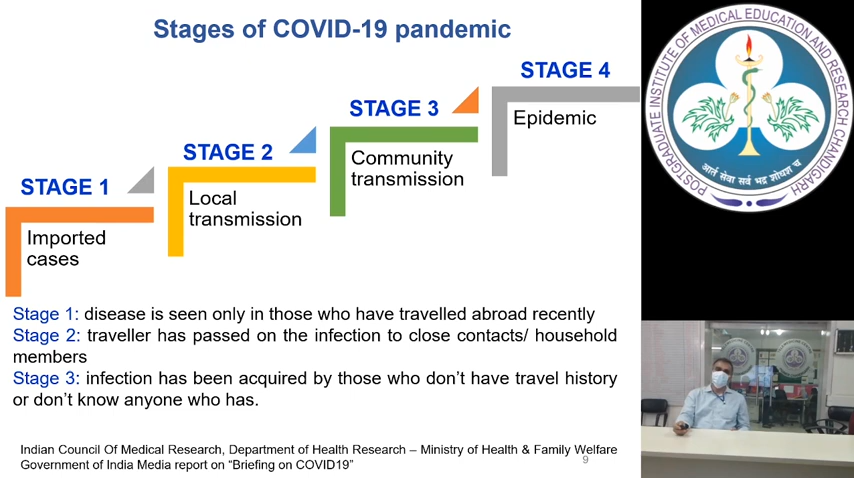 Stages of COVID-19 pandemic
STAGE 1
Imported
cases
STAGE 2
Local
transmission
STAGE 3
Community
transmission
STAGE 4
Epidemic
Stage 1: disease is seen only in those who have travelled abroad recently
Stage 2: traveller has passed on the infection to close contacts/ household
members
Stage 3: infection has been acquired by those who don't have travel history
or don't know anyone who has.
Indian Council Of Medical Research, Department of Health Research – Ministry of Health & Family Welfare
Government of India Media report on "Briefing on COVID19"
9
POSTGRADUATE INSTITUTE OF MEDICAL EDUCATION AND RESEARCH CHANDIGARH
आर्त सेवा सर्व भद्र शोधश्च च